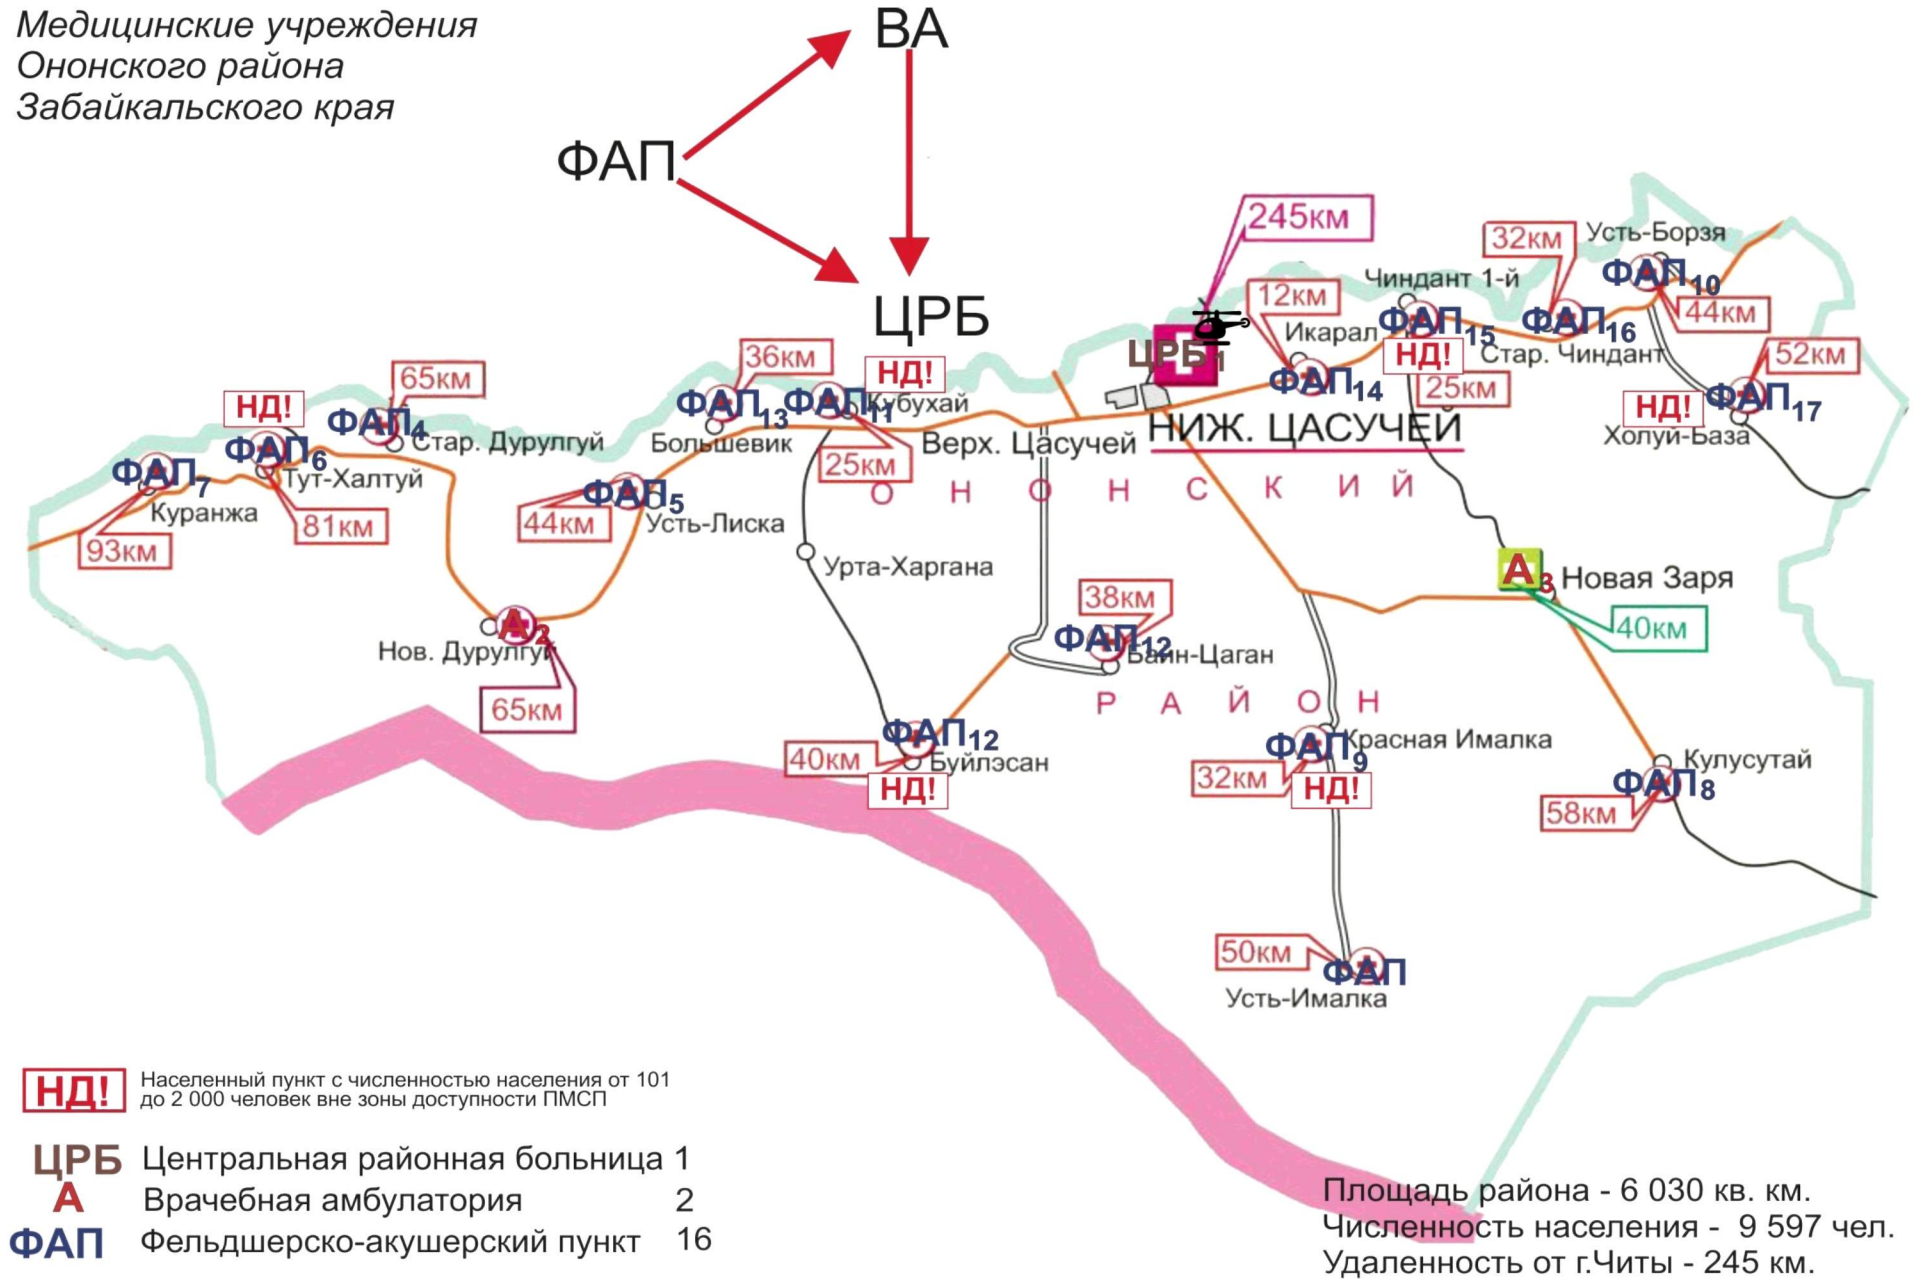 Медицинские учреждения
Ононского района
Забайкальского края
ВА
ФАП
ЦРБ
245км
32км
Усть-Борзя
ФАП10
44км
Чиндант 1-й
12км
Икарал
ФАП15
НД!
25км
ФАП16
Стар. Чиндант
52км
НД!
ФАП17
Холуй-База
ЦРБ1
ФАП14
НИЖ. ЦАСУЧЕЙ
36км
НД!
ФАП13
ФАП11
Кубухай
Большевик
25км
Верх. Цасучей
65км
НД!
ФАП4
Стар. Дурулгуй
ФАП6
Тут-Халтуй
ФАП7
Куранжа
93км
81км
44км
ФАП5
Усть-Лиска
ОНОНСКИЙ
Урта-Харгана
А3
Новая Заря
40км
38км
ФАП12
Баин-Цаган
А2
Нов. Дурулгуй
65км
РАЙОН
ФАП12
40км
Буйлэсан
НД!
ФАП9
Красная Ималка
32км
НД!
Кулусутай
ФАП8
58км
50км
ФАП
Усть-Ималка
НД!
Населенный пункт с численностью населения от 101
до 2 000 человек вне зоны доступности ПМСП
ЦРБ Центральная районная больница 1
А Врачебная амбулатория 2
ФАП Фельдшерско-акушерский пункт 16
Площадь района - 6 030 кв. км.
Численность населения - 9 597 чел.
Удаленность от г.Читы - 245 км.